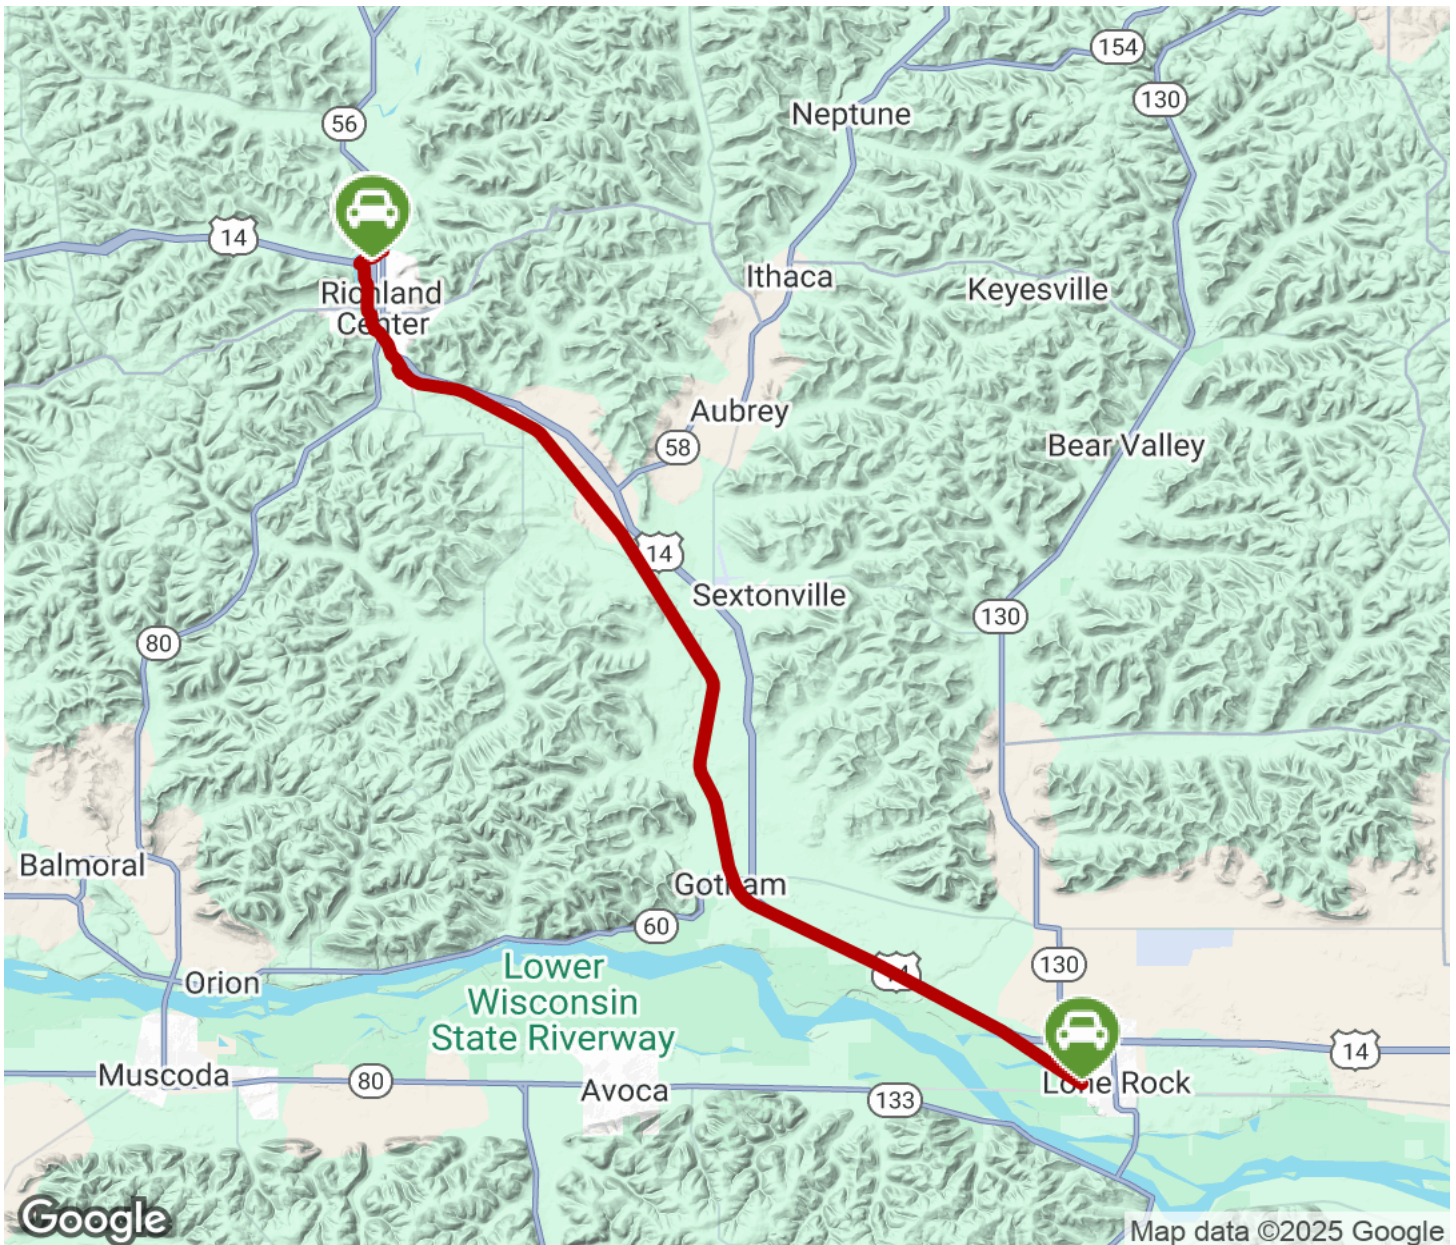 154
130
Neptune
56
14
Ithaca
Keyesville
Richland
Center
Aubrey
58
Bear Valley
14
Sextonville
130
80
Balmoral
Gotham
60
Lower
Wisconsin
State Riverway
14
130
Orion
14
Muscoda
80
Avoca
133
Lone Rock
Google
Map data ©2025 Google